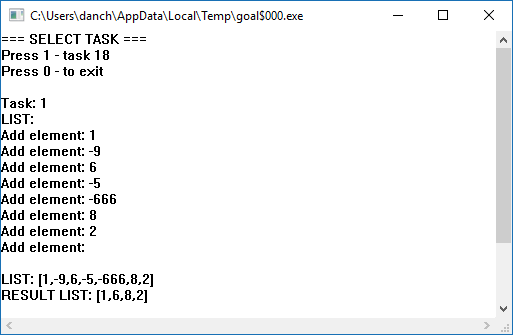 C:\Users\danch\AppData\Local\Temp\goal$000.exe
=== SELECT TASK ===
Press 1 - task 18
Press 0 - to exit
Task: 1
LIST:
Add element: 1
Add element: -9
Add element: 6
Add element: -5
Add element: -666
Add element: 8
Add element: 2
Add element:
LIST: [1,-9,6,-5,-666,8,2]
RESULT LIST: [1,6,8,2]